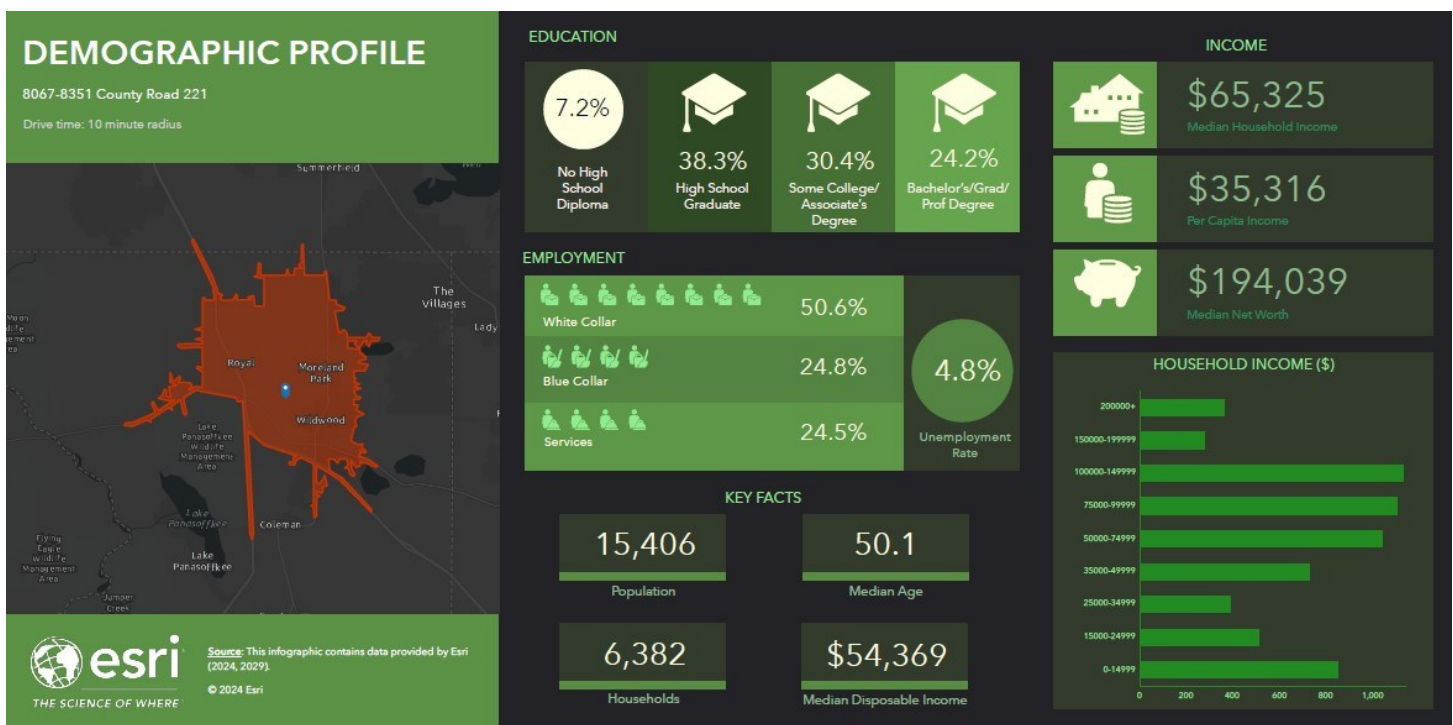 DEMOGRAPHIC PROFILE
8067-8351 County Road 221
Drive time: 10 minute radius
Summerfield
The
Villages
Lady
Royal
Moreland
Park
Wildwood
Lake
Panasoffkee
Wildlife
Management
Area
Lake
Panasoffkee
Coleman
Lake
Panasoffkee
Flying
Eagle
Wildlife
Management
Area
Jumper
Creek
esri
THE SCIENCE OF WHERE
Source: This infographic contains data provided by Esri
(2024, 2029).
© 2024 Esri
EDUCATION
7.2%
No High
School
Diploma
38.3%
High School
Graduate
30.4%
Some College/
Associate's
Degree
24.2%
Bachelor's/Grad/
Prof Degree
EMPLOYMENT
White Collar
50.6%
Blue Collar
24.8%
Services
24.5%
4.8%
Unemployment
Rate
KEY FACTS
15,406
Population
50.1
Median Age
6,382
Households
$54,369
Median Disposable Income
INCOME
$65,325
Median Household Income
$35,316
Per Capita Income
$194,039
Median Net Worth
HOUSEHOLD INCOME ($)
200000+
150000-199999
100000-149999
75000-99999
50000-74999
35000-49999
25000-34999
15000-24999
0-14999
0 200 400 600 800 1,000